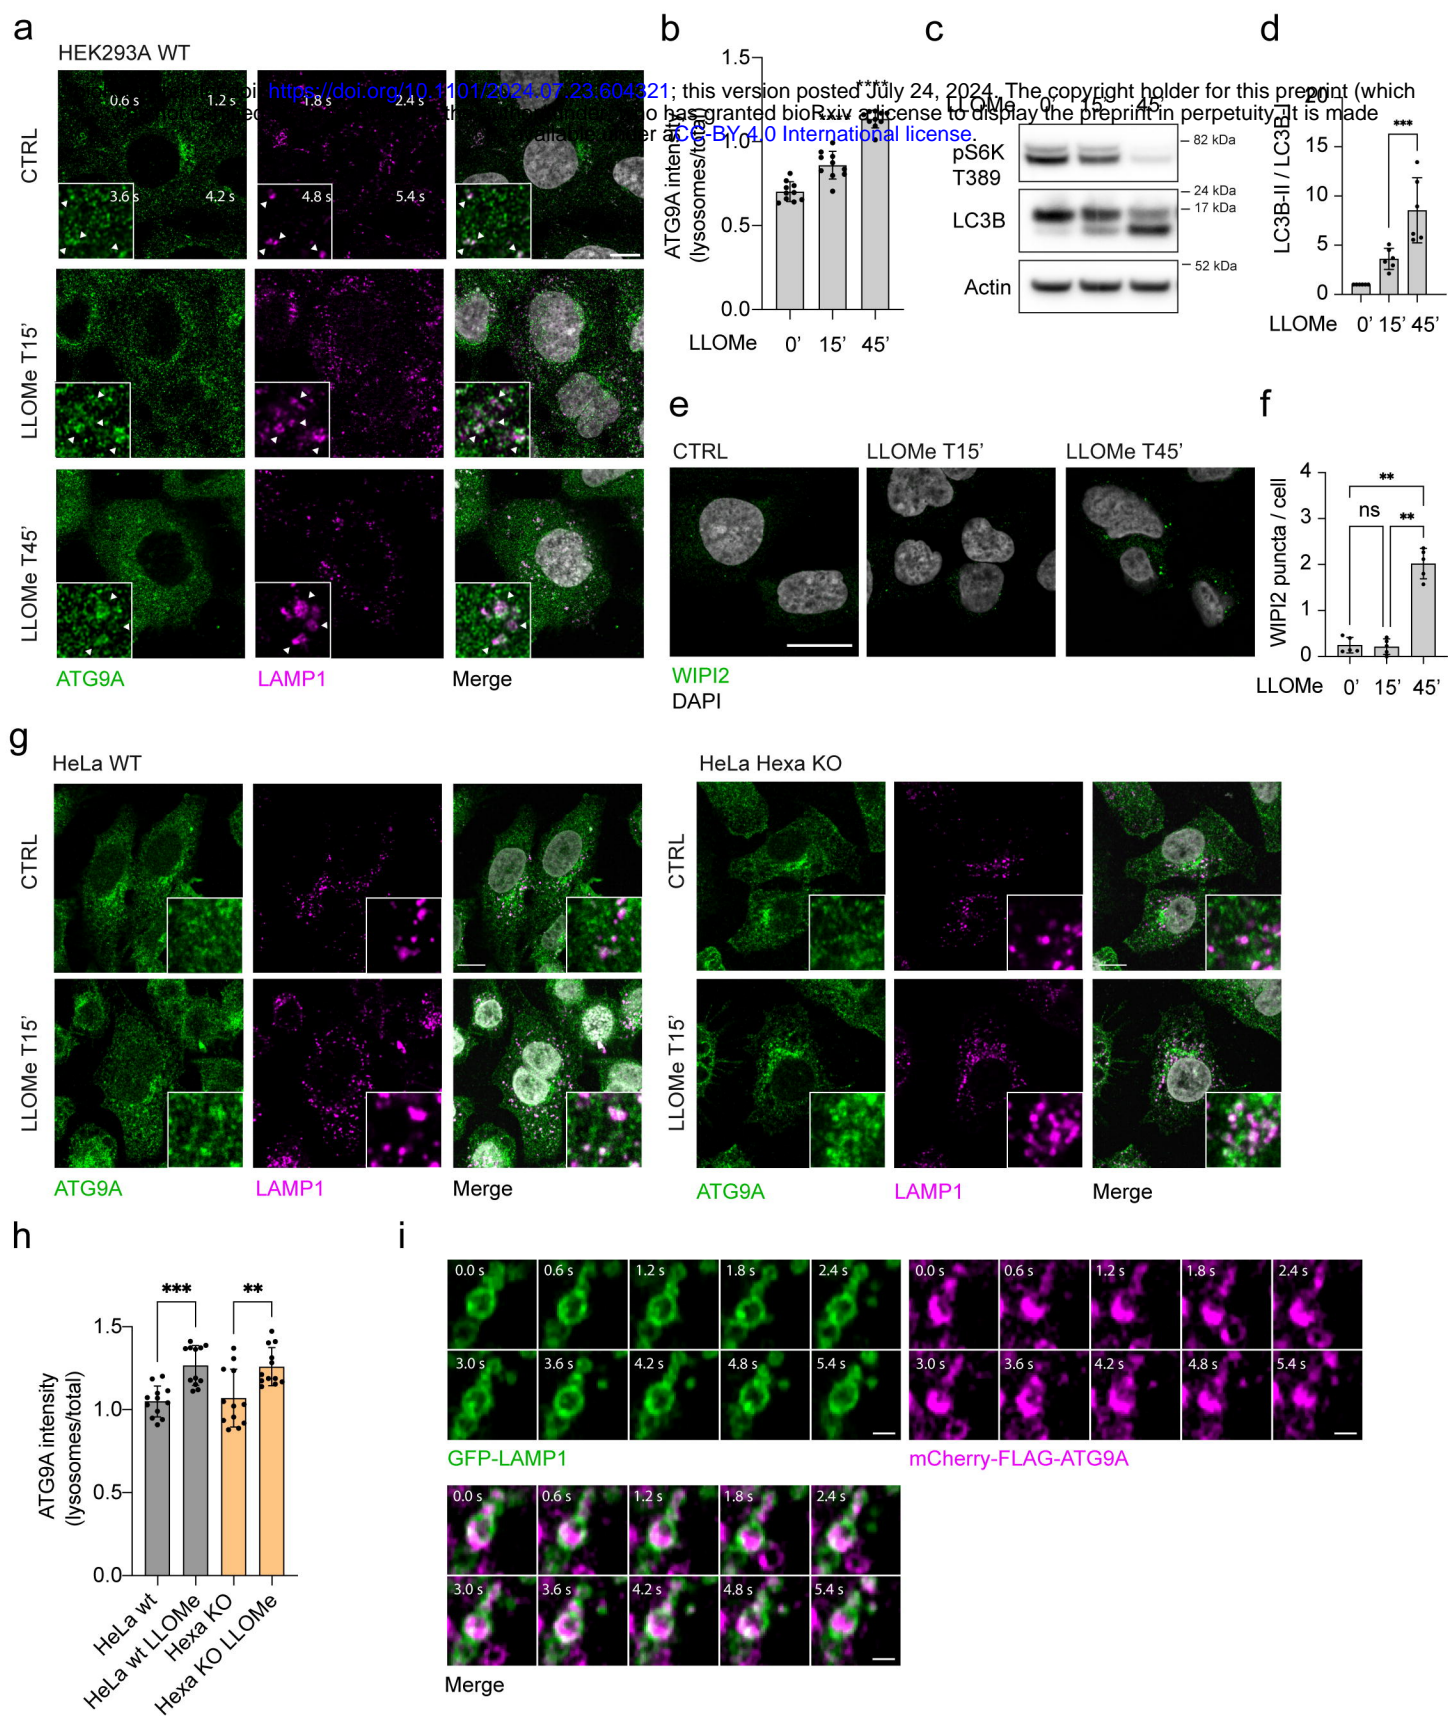 a
HEK293A WT
CTRL
0.6 s
1.2 s
1.8 s
2.4 s
3.6 s
4.2 s
4.8 s
5.4 s
LLOMe T15’
LLOMe T45’
ATG9A
LAMP1
Merge
https://doi.org/10.1101/2024.07.23.604321; this version posted July 24, 2024. The copyright holder for this preprint (which
has granted bioRxiv a license to display the preprint in perpetuity. It is made
CC-BY 4.0 International license.
b
ATG9A intensity
(lysosomes/total)
1.5
1.0
0.5
0.0
****
****
LLOMe 0’ 15’ 45’
c
LLOMe 0’ 15’ 45’
pS6K
T389
LC3B
Actin
82 kDa
24 kDa
17 kDa
52 kDa
d
LC3B-II / LC3B-I
20
15
10
5
0
***
LLOMe 0’ 15’ 45’
e
CTRL
LLOMe T15’
LLOMe T45’
WIPI2
DAPI
f
WIPI2 puncta / cell
4
3
2
1
0
**
ns
**
LLOMe 0’ 15’ 45’
g
HeLa WT
CTRL
LLOMe T15’
ATG9A
LAMP1
Merge
HeLa Hexa KO
CTRL
LLOMe T15’
ATG9A
LAMP1
Merge
h
ATG9A intensity
(lysosomes/total)
1.5
1.0
0.5
0.0
***
**
HeLa wt
HeLa wt LLOMe
Hexa KO
Hexa KO LLOMe
i
0.0 s 0.6 s 1.2 s 1.8 s 2.4 s
3.0 s 3.6 s 4.2 s 4.8 s 5.4 s
GFP-LAMP1
0.0 s 0.6 s 1.2 s 1.8 s 2.4 s
3.0 s 3.6 s 4.2 s 4.8 s 5.4 s
mCherry-FLAG-ATG9A
0.0 s 0.6 s 1.2 s 1.8 s 2.4 s
3.0 s 3.6 s 4.2 s 4.8 s 5.4 s
Merge